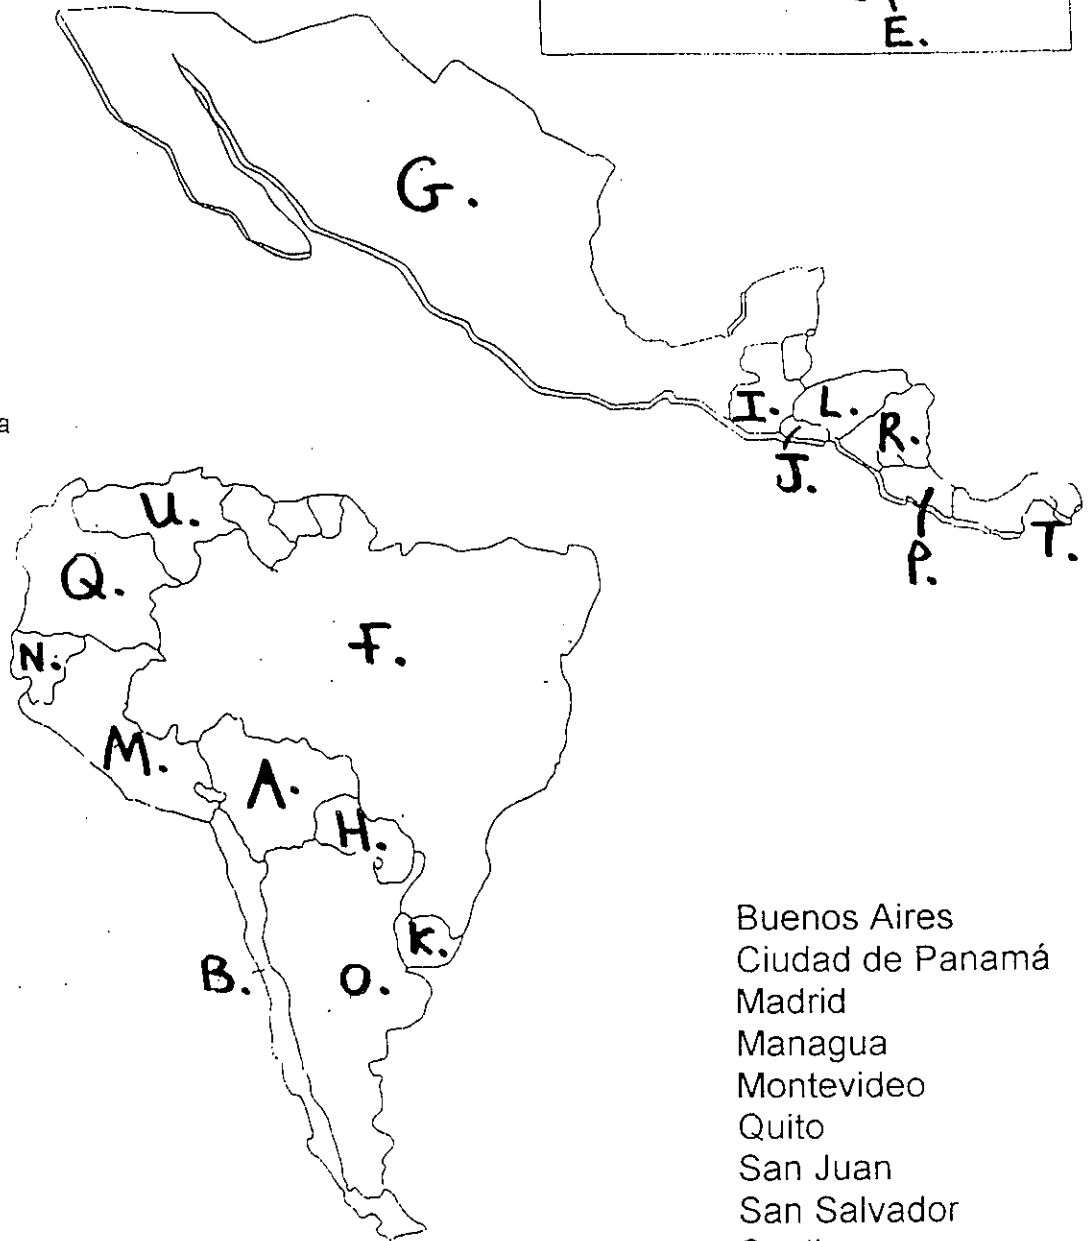 E.
G.
I.
L.
R.
J.
a
U.
P.
T.
Q.
F.
N.
M.
A.
H.
K.
B.
O.
Buenos Aires
Ciudad de Panamá
Madrid
Managua
Montevideo
Quito
San Juan
San Salvador